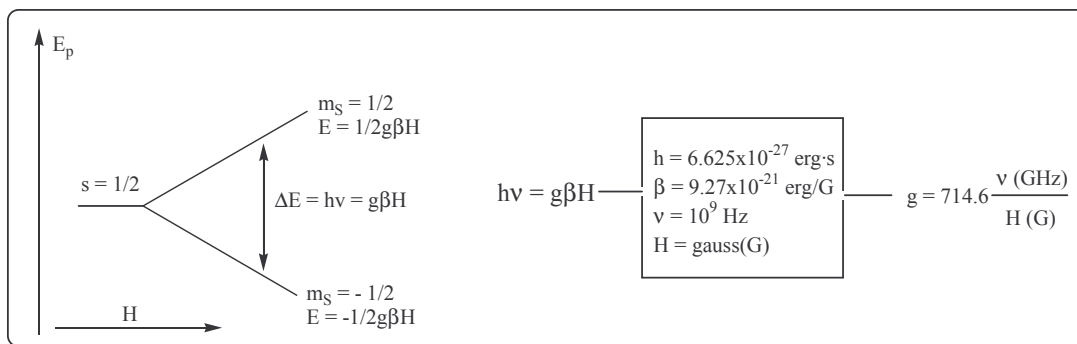 E_p
m_S = 1/2
E = 1/2gβH
s = 1/2
ΔE = hν = gβH
m_S = - 1/2
E = -1/2gβH
H
hν = gβH
h = 6.625x10^-27 erg·s
β = 9.27x10^-21 erg/G
ν = 10^9 Hz
H = gauss(G)
g = 714.6 ν (GHz)
H (G)